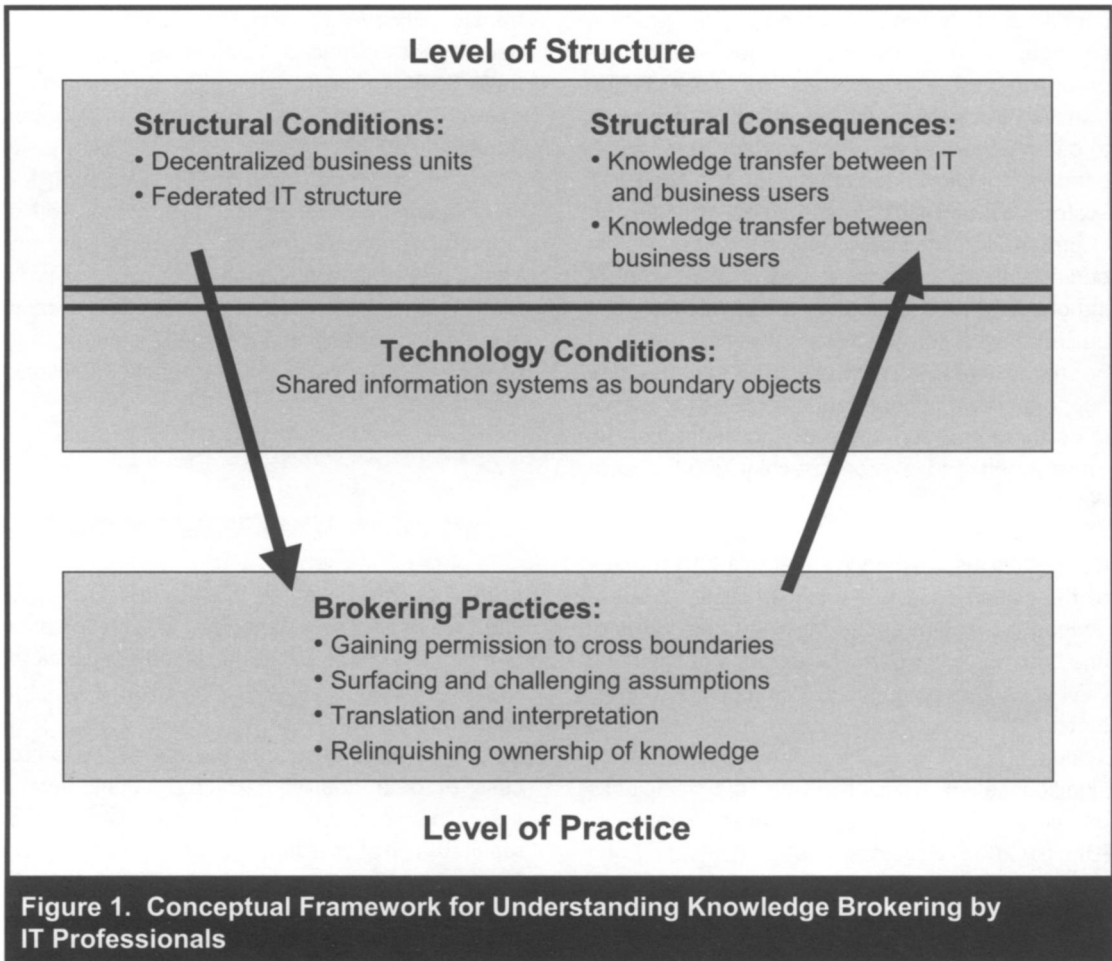 Level of Structure
Structural Conditions:
• Decentralized business units
• Federated IT structure
Structural Consequences:
• Knowledge transfer between IT
and business users
• Knowledge transfer between
business users
Technology Conditions:
Shared information systems as boundary objects
Brokering Practices:
• Gaining permission to cross boundaries
• Surfacing and challenging assumptions
• Translation and interpretation
• Relinquishing ownership of knowledge
Level of Practice
Figure 1. Conceptual Framework for Understanding Knowledge Brokering by
IT Professionals